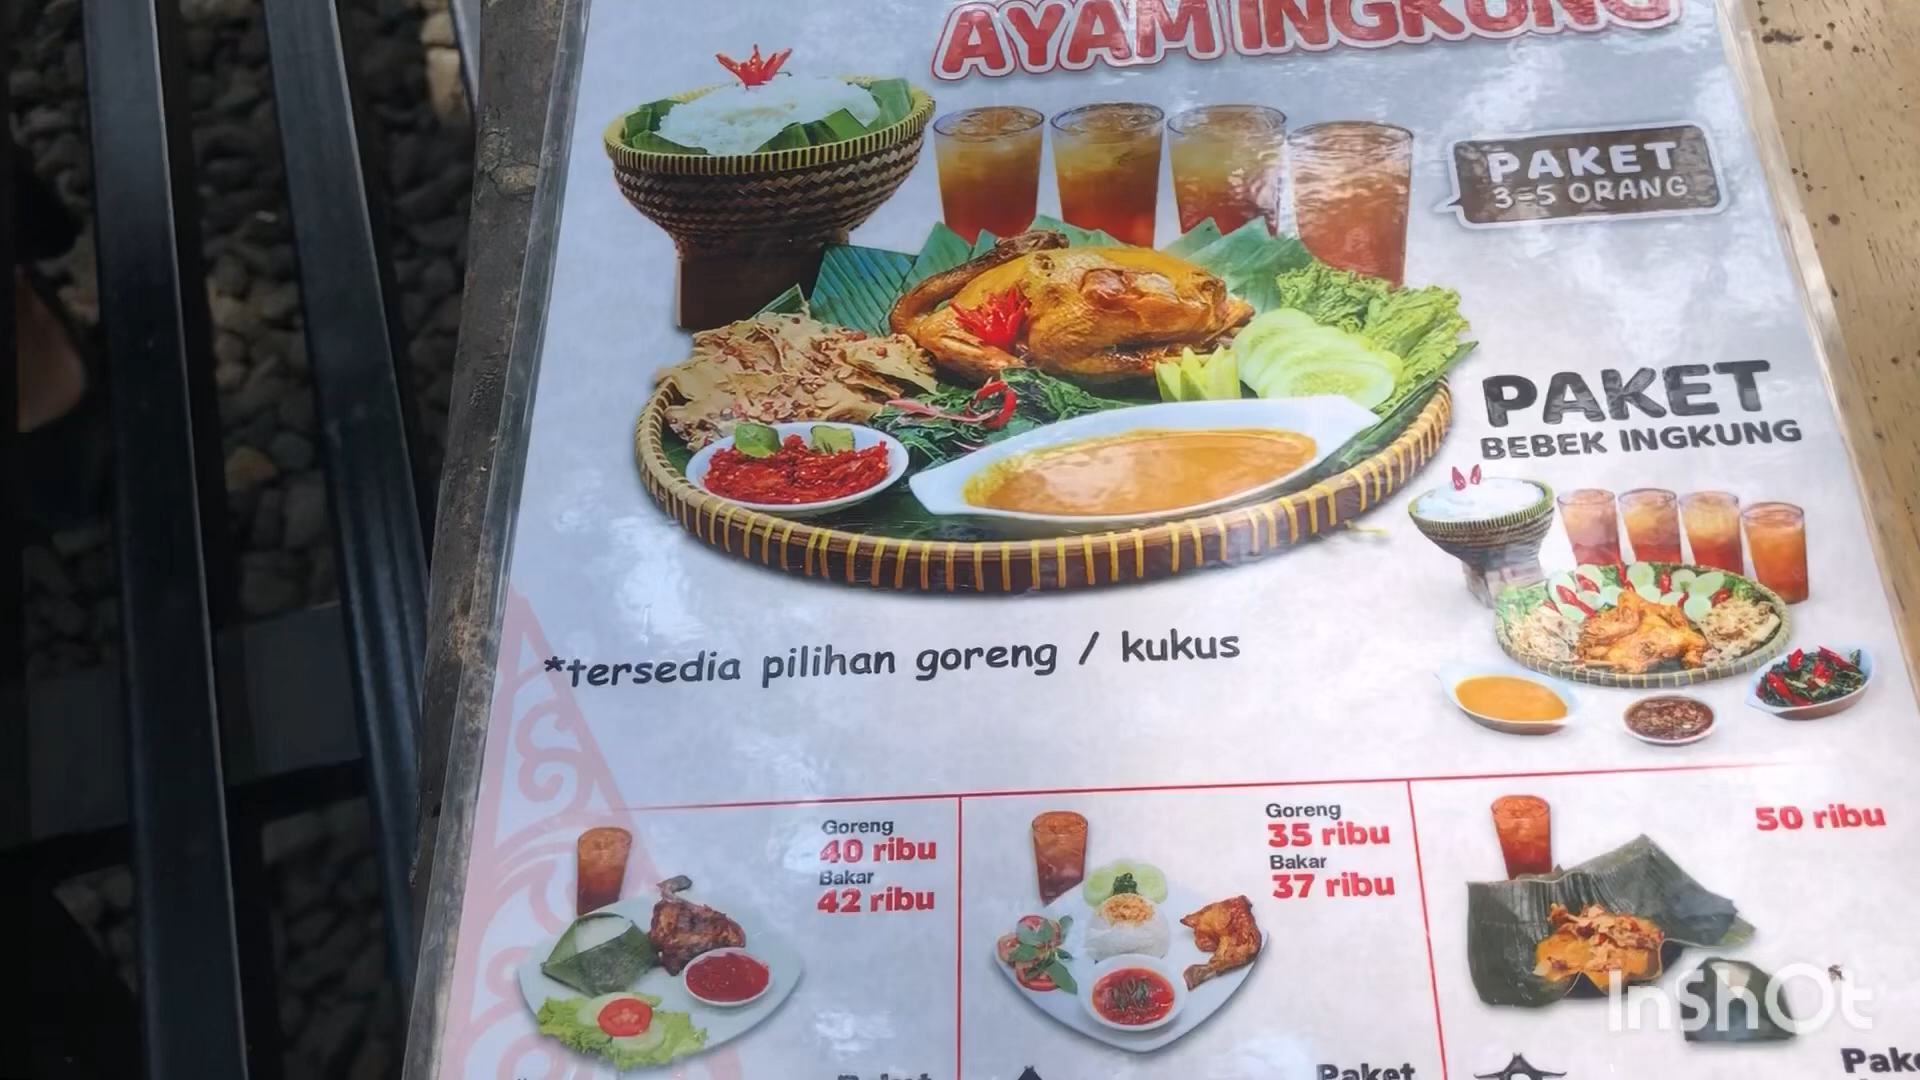 AYAM INGKUNG
PAKET
3-5 ORANG
PAKET
BEBEK INGKUNG
*tersedia pilihan goreng / kukus
Goreng
40 ribu
Bakar
42 ribu
Goreng
35 ribu
Bakar
37 ribu
50 ribu
Paket
InShOt